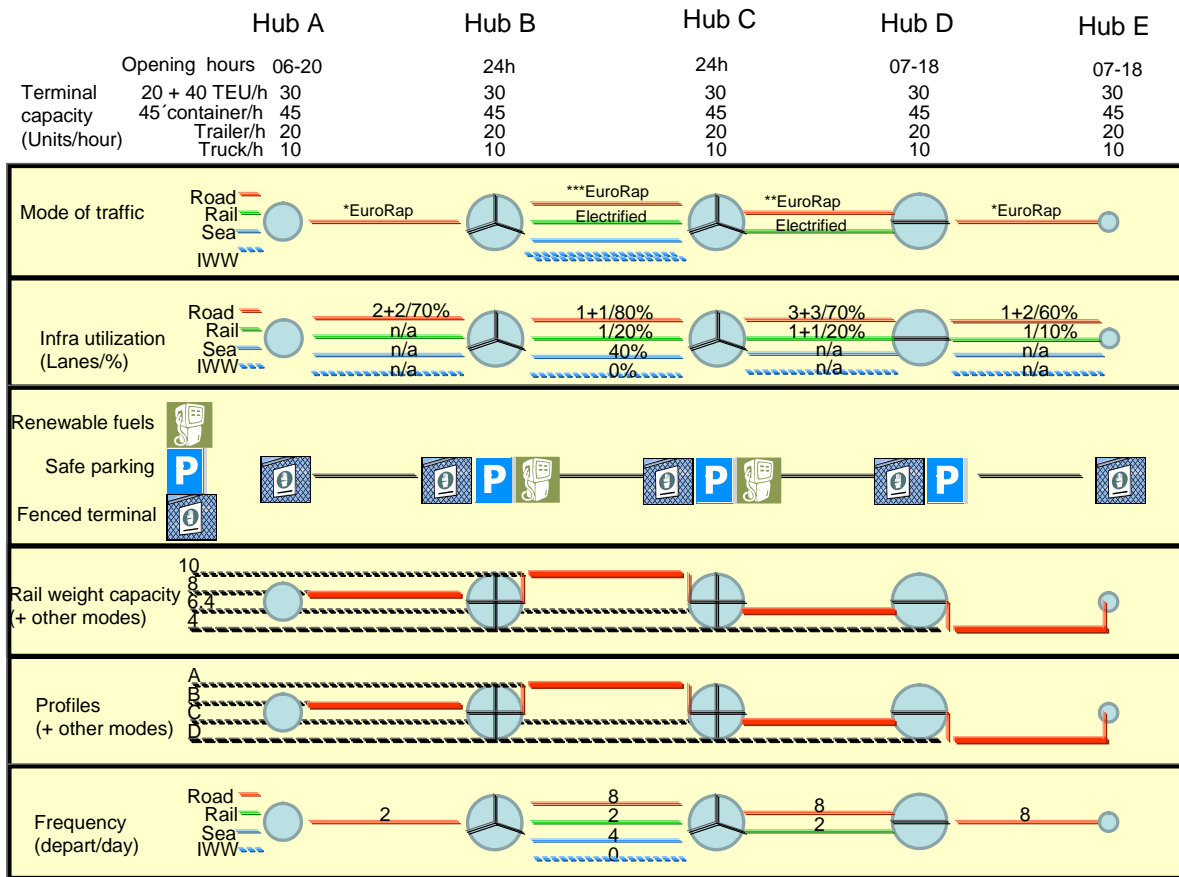 Hub A Hub B Hub C Hub D Hub E
Opening hours 06-20 24h 24h 07-18 07-18
Terminal capacity (Units/hour)
20 + 40 TEU/h 30 30 30 30 30
45´container/h 45 45 45 45 45
Trailer/h 20 20 20 20 20
Truck/h 10 10 10 10 10
Mode of traffic
Road
Rail
Sea
IWW
*EuroRap
***EuroRap
Electrified
**EuroRap
Electrified
*EuroRap
Infra utilization
(Lanes/%)
Road 2+2/70% 1+1/80% 3+3/70% 1+2/60%
Rail n/a 1/20% 1+1/20% 1/10%
Sea n/a 40% n/a n/a
IWW n/a 0% n/a n/a
Renewable fuels
Safe parking P
Fenced terminal
P P P
Rail weight capacity
(+ other modes)
10
8
6,4
4
Profiles
(+ other modes)
A
B
C
D
Frequency
(depart/day)
Road 2 8 8 8
Rail 2 2
Sea 4
IWW 0